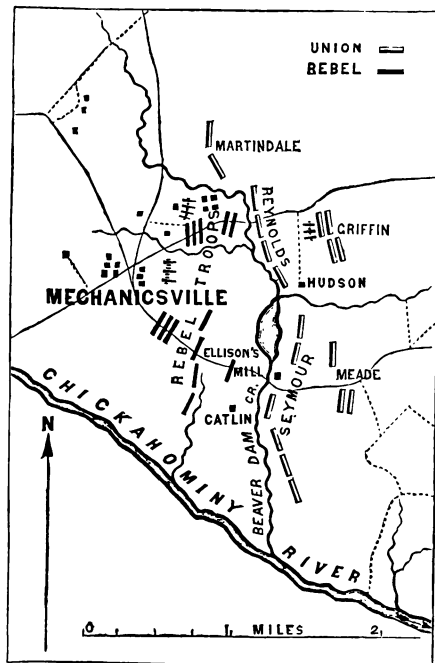 UNION
REBEL
MARTINDALE
REYNOLDS
GRIFFIN
HUDSON
MECHANICSVILLE
REBEL TROOPS
ELLISON'S
MILL
SEYMOUR
MEADE
CATLIN
BEAVER DAM CR.
CHICKAHOMINY RIVER
N
0 1 MILES 2